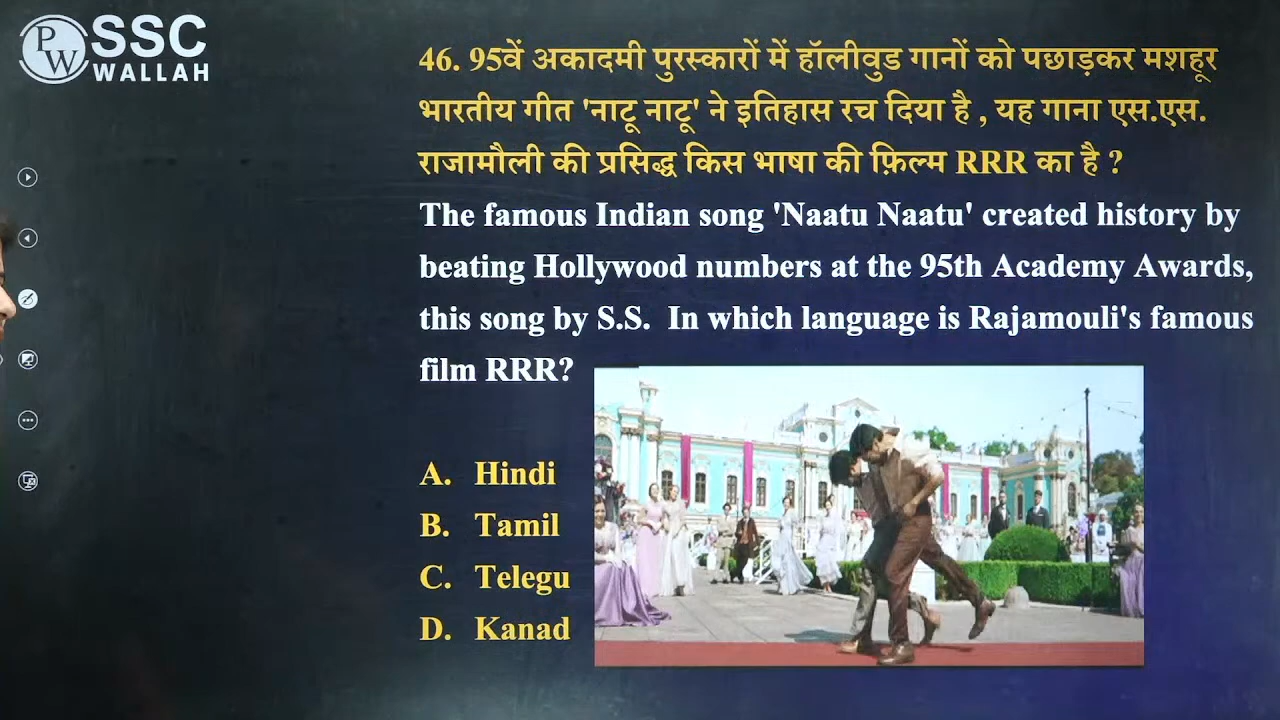 PW SSC
WALLAH
46. 95वें अकादमी पुरस्कारों में हॉलीवुड गानों को पछाड़कर मशहूर
भारतीय गीत 'नाटू नाटू' ने इतिहास रच दिया है , यह गाना एस.एस.
राजामौली की प्रसिद्ध किस भाषा की फ़िल्म RRR का है ?
The famous Indian song 'Naatu Naatu' created history by
beating Hollywood numbers at the 95th Academy Awards,
this song by S.S. In which language is Rajamouli's famous
film RRR?
A. Hindi
B. Tamil
C. Telegu
D. Kanad